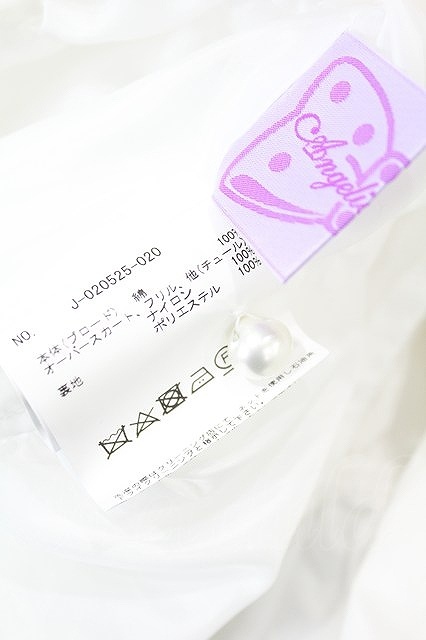 Angelic
NO. J-020525-020
本体(ブロード) 綿 100%
オーバースカート、フリル、他(チュール)
ナイロン 100%
裏地 ポリエステル 100%